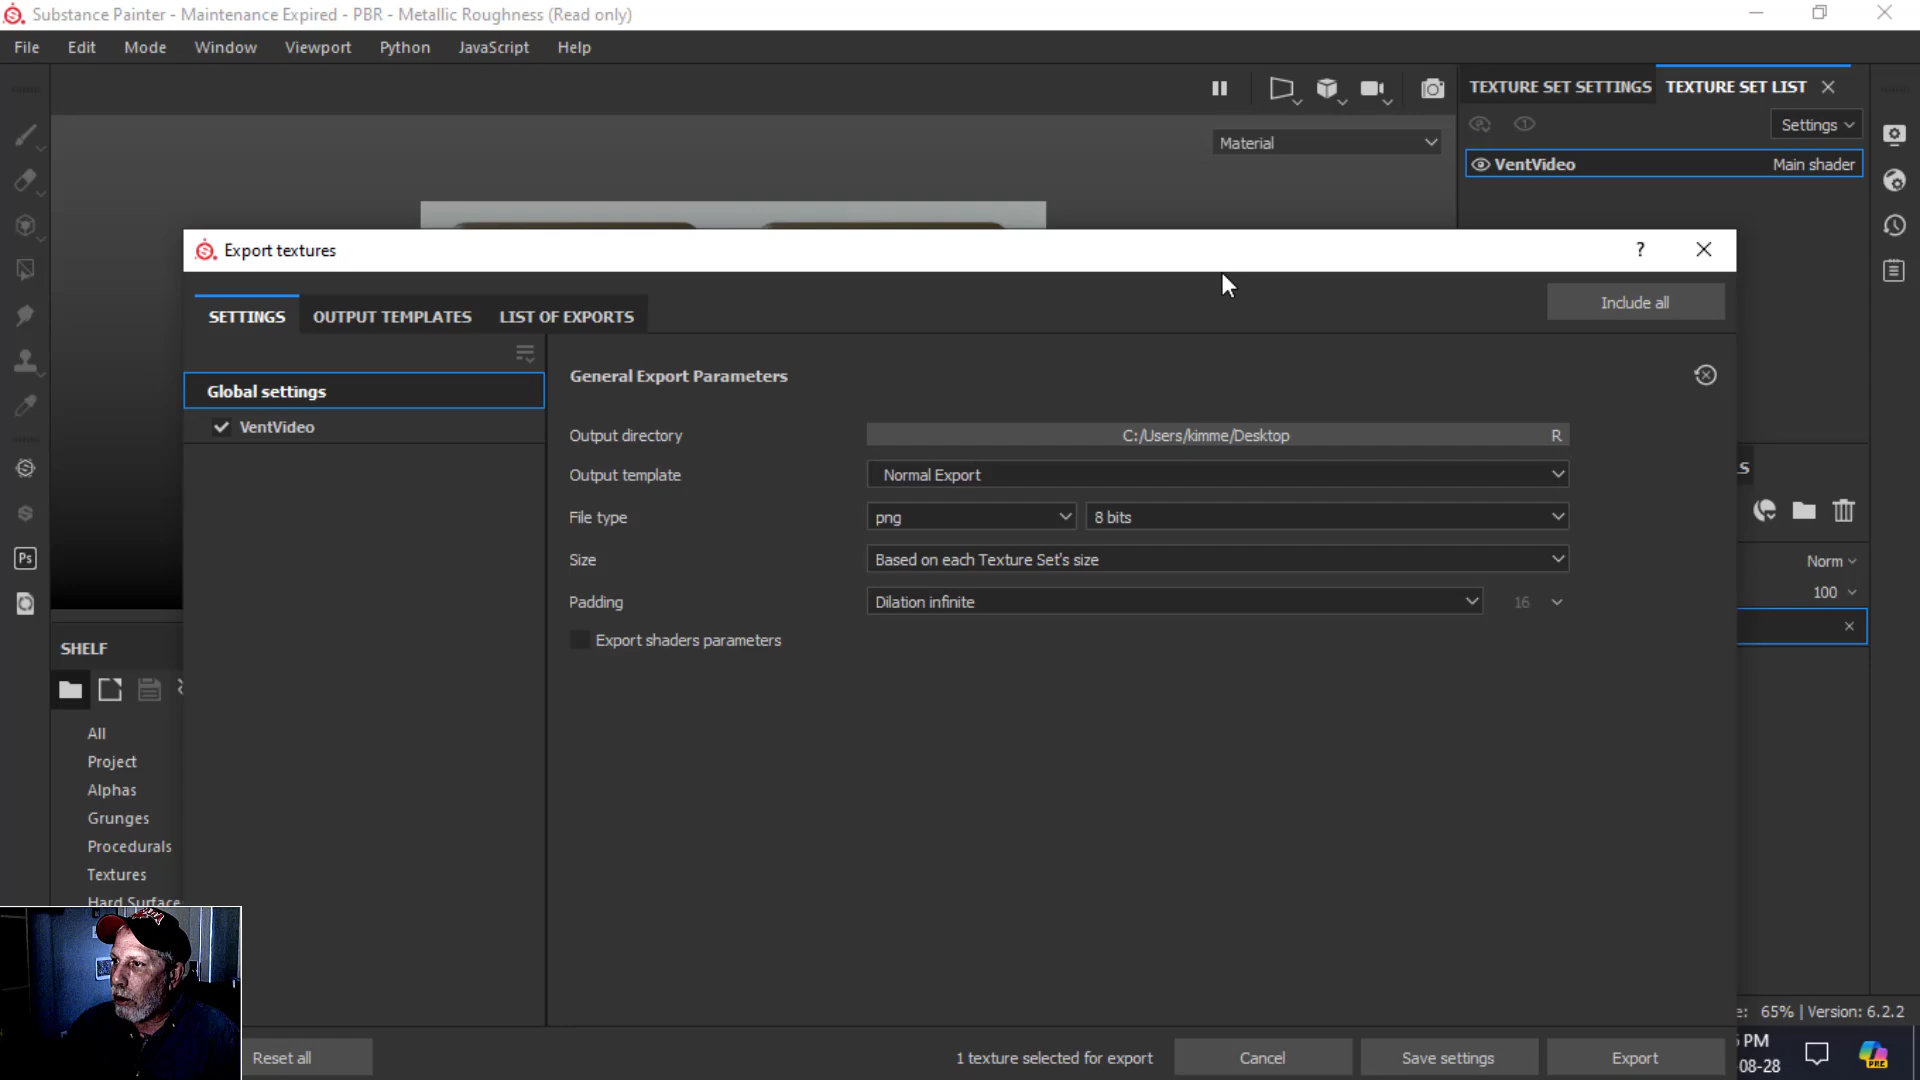 Substance Painter - Maintenance Expired - PBR - Metallic Roughness (Read only)
File Edit Mode Window Viewport Python JavaScript Help
TEXTURE SET SETTINGS TEXTURE SET LIST
Settings
Material
VentVideo Main shader
Export textures ?
Include all
SETTINGS OUTPUT TEMPLATES LIST OF EXPORTS
Global settings
VentVideo
General Export Parameters
Output directory C:/Users/kimme/Desktop R
Output template Normal Export
File type png 8 bits
Size Based on each Texture Set's size
Padding Dilation infinite 16
Export shaders parameters
S
Norm
100
Ps
SHELF
All
Project
Alphas
Grunges
Procedurals
Textures
Hard Surface
e: 65% | Version: 6.2.2
Reset all
1 texture selected for export
Cancel
Save settings
Export
PM
08-28
PRE